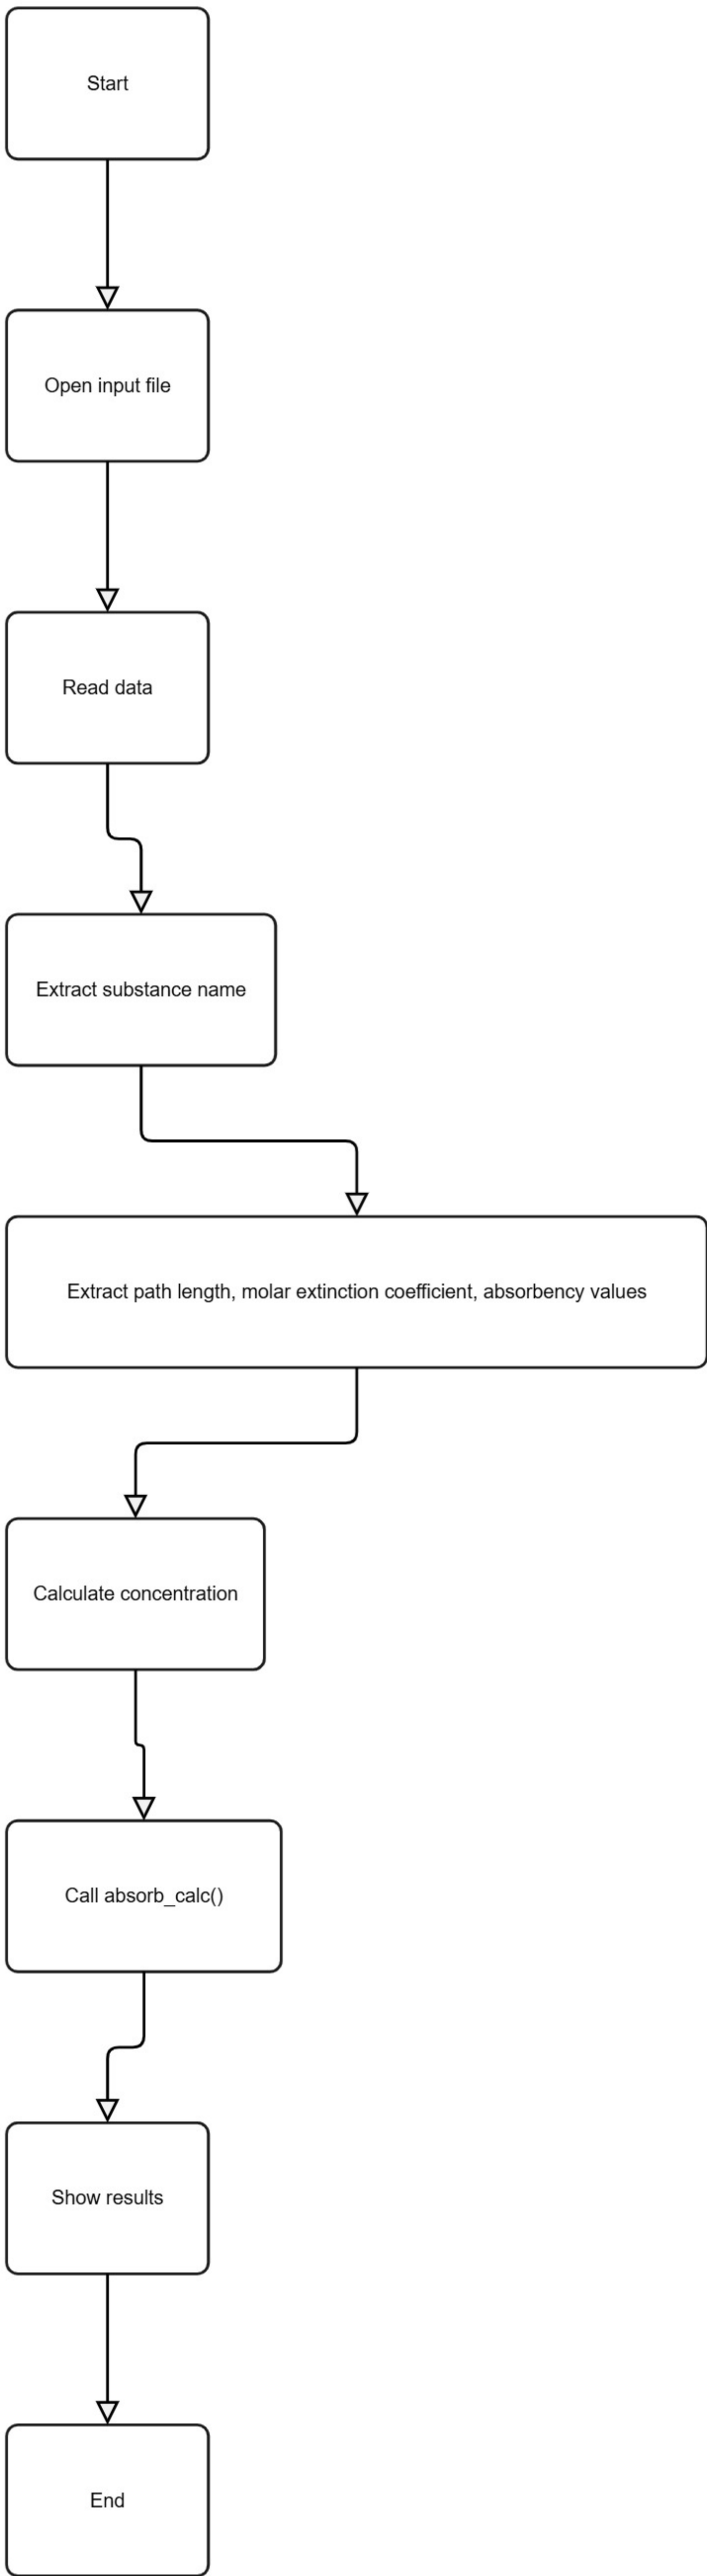 Start
Open input file
Read data
Extract substance name
Extract path length, molar extinction coefficient, absorbency values
Calculate concentration
Call absorb_calc()
Show results
End